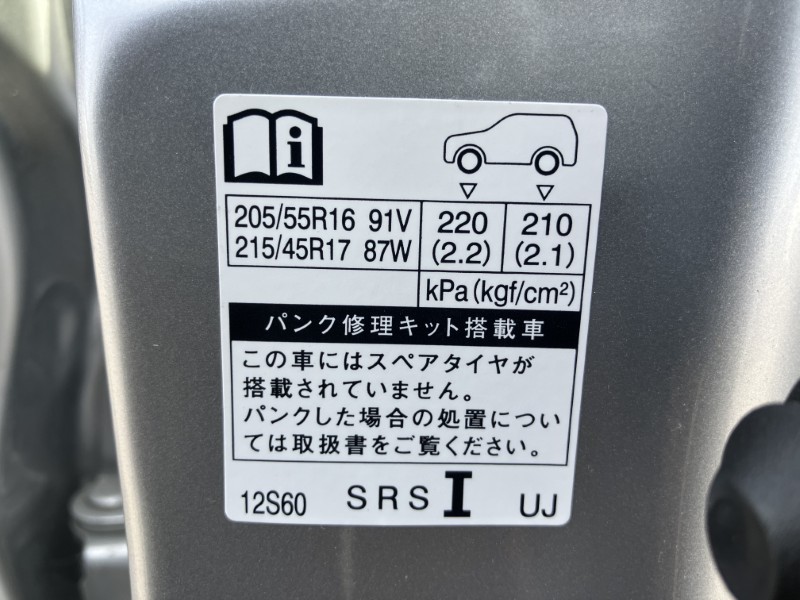 205/55R16 91V 220 210
215/45R17 87W (2.2) (2.1)
kPa(kgf/cm²)
パンク修理キット搭載車
この車にはスペアタイヤが
搭載されていません。
パンクした場合の処置につい
ては取扱書をご覧ください。
12S60 SRS I UJ